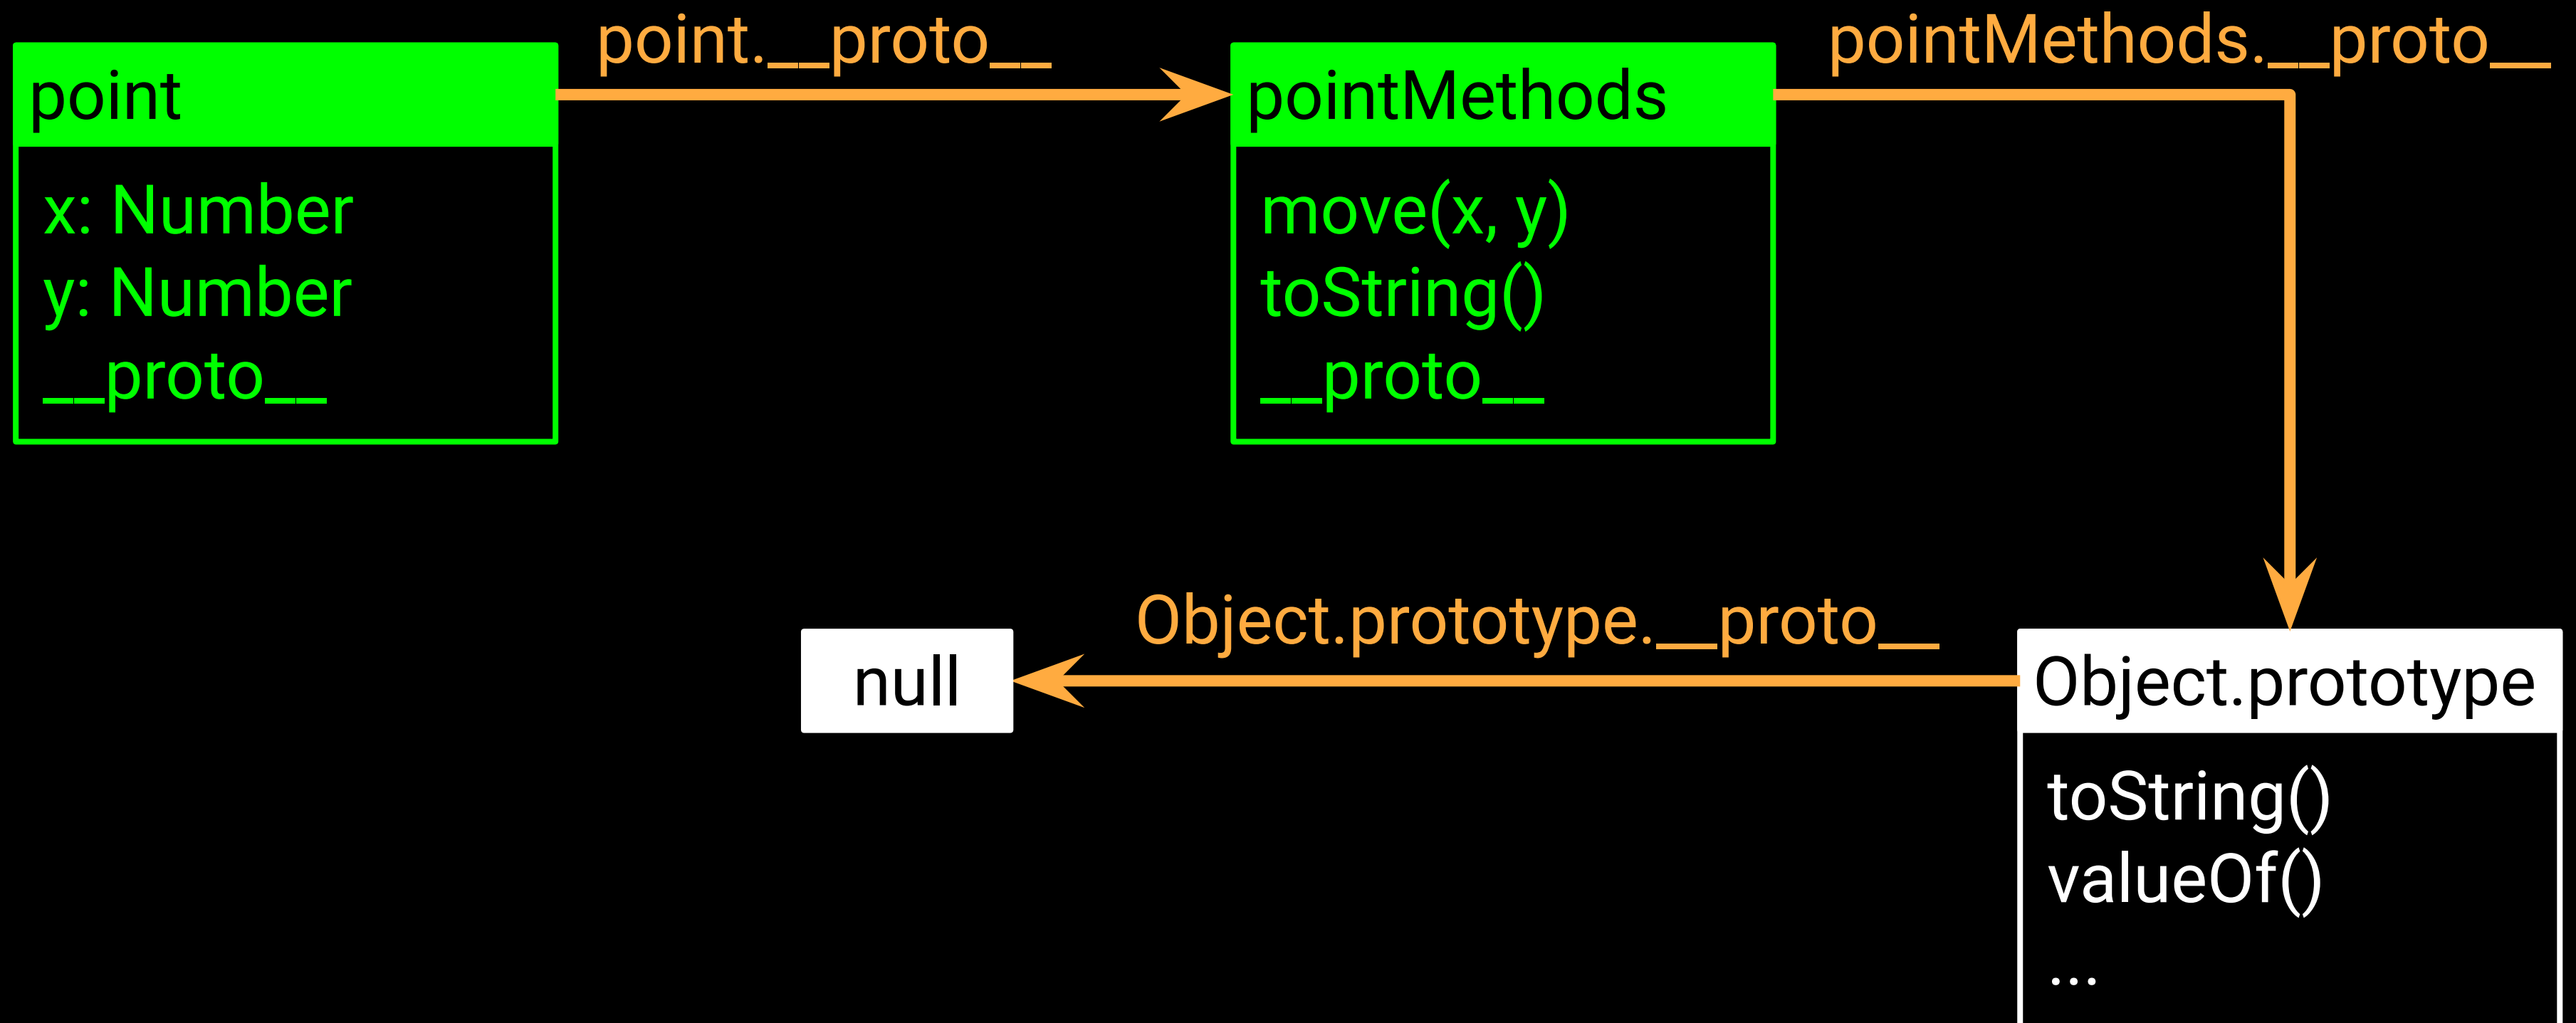 point
x: Number
y: Number
__proto__
point.__proto__
pointMethods
move(x, y)
toString()
__proto__
pointMethods.__proto__
Object.prototype
toString()
valueOf()
...
Object.prototype.__proto__
null